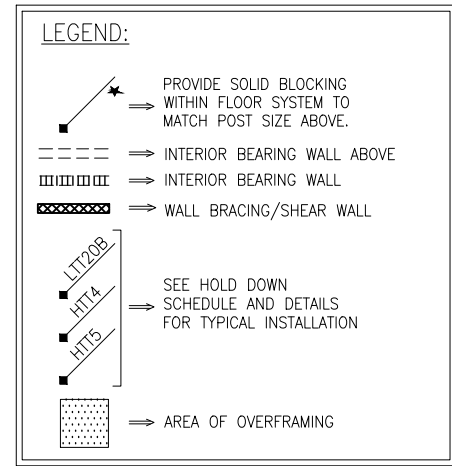 LEGEND:
PROVIDE SOLID BLOCKING
WITHIN FLOOR SYSTEM TO
MATCH POST SIZE ABOVE.
INTERIOR BEARING WALL ABOVE
INTERIOR BEARING WALL
WALL BRACING/SHEAR WALL
LTT20B
HTT4
HTT5
SEE HOLD DOWN
SCHEDULE AND DETAILS
FOR TYPICAL INSTALLATION
AREA OF OVERFRAMING